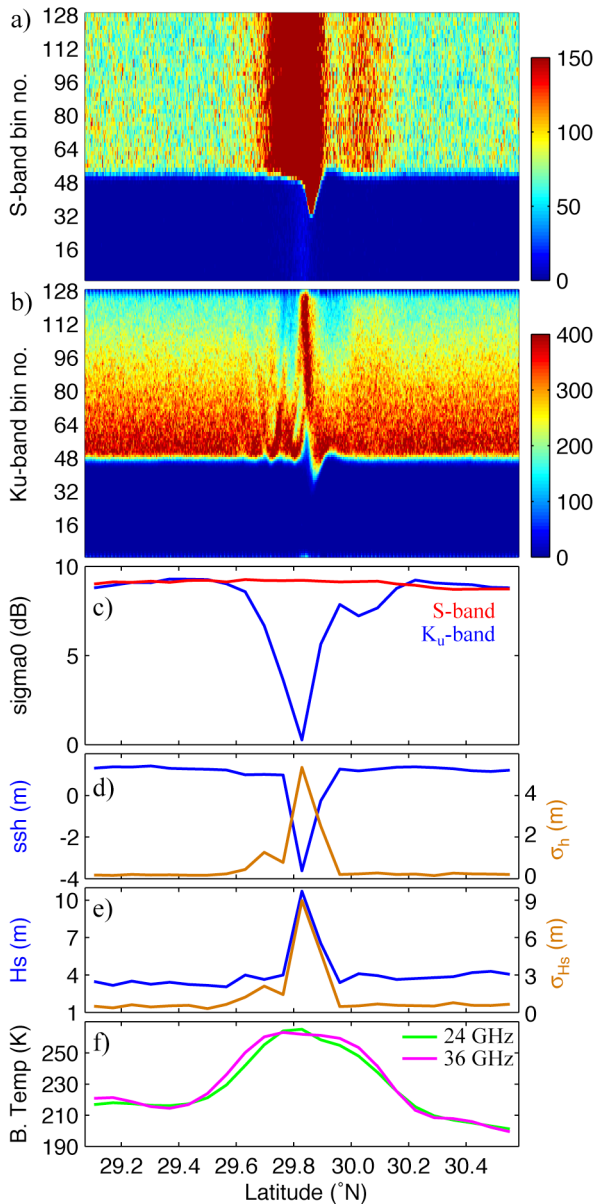 a)
128
112
96
80
64
48
32
16
S-band bin no.
150
100
50
0
b)
128
112
96
80
64
48
32
16
Ku-band bin no.
400
300
200
100
0
c)
10
5
0
sigma0 (dB)
S-band
Ku-band
d)
0
-2
-4
ssh (m)
4
2
0
σh (m)
e)
10
7
4
1
Hs (m)
9
6
3
0
σHs (m)
f)
250
230
210
190
B. Temp (K)
24 GHz
36 GHz
29.2 29.4 29.6 29.8 30.0 30.2 30.4
Latitude (°N)